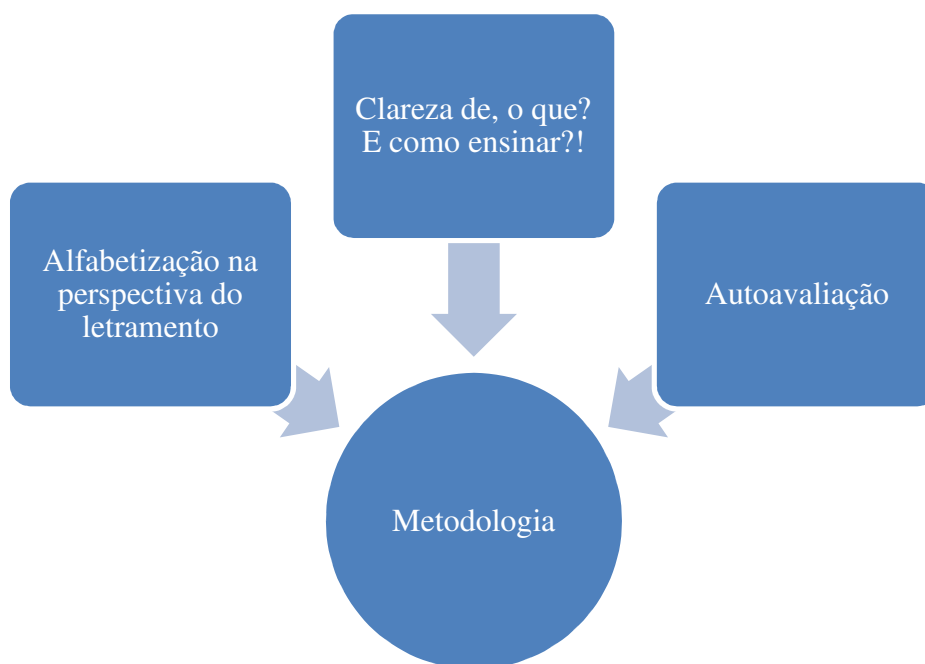 Clareza de, o que?
E como ensinar?!
Alfabetização na
perspectiva do
letramento
Autoavaliação
Metodologia